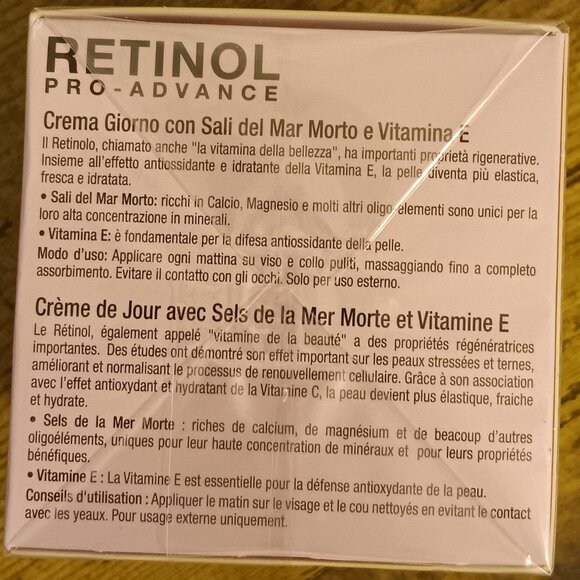 RETINOL
PRO-ADVANCE
Crema Giorno con Sali del Mar Morto e Vitamina E
Il Retinolo, chiamato anche "la vitamina della bellezza", ha importanti proprietà rigenerative.
Insieme all'effetto antiossidante e idratante della Vitamina E, la pelle diventa più elastica,
fresca e idratata.
• Sali del Mar Morto: ricchi in Calcio, Magnesio e molti altri oligo elementi sono unici per la
loro alta concentrazione in minerali.
• Vitamina E: è fondamentale per la difesa antiossidante della pelle.
Modo d'uso: Applicare ogni mattina su viso e collo puliti, massaggiando fino a completo
assorbimento. Evitare il contatto con gli occhi. Solo per uso esterno.
Crème de Jour avec Sels de la Mer Morte et Vitamine E
Le Rétinol, également appelé "vitamine de la beauté" a des propriétés régénératrices
importantes. Des études ont démontré son effet important sur les peaux stressées et ternes,
améliorant et normalisant le processus de renouvellement cellulaire. Grâce à son association
avec l'effet antioxydant et hydratant de la Vitamine C, la peau devient plus élastique, fraiche
et hydrate.
• Sels de la Mer Morte : riches de calcium, de magnésium et de beacoup d'autres
oligoéléments, uniques pour leur haute concentration de minéraux et pour leurs propriétés
bénéfiques.
• Vitamine E : La Vitamine E est essentielle pour la défense antioxydante de la peau.
Conseils d'utilisation : Appliquer le matin sur le visage et le cou nettoyés en evitant le contact
avec les yeaux. Pour usage externe uniquement.